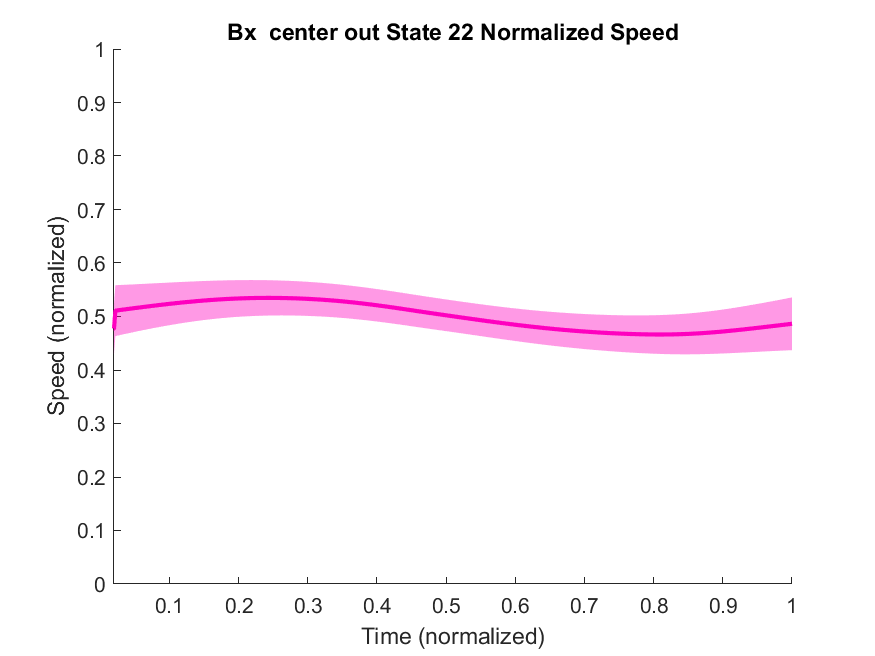 Bx  center out State 22 Normalized Speed
1
0.9
0.8
0.7
0.6
0.5
0.4
0.3
0.2
0.1
0
Speed (normalized)
0.1 0.2 0.3 0.4 0.5 0.6 0.7 0.8 0.9 1
Time (normalized)